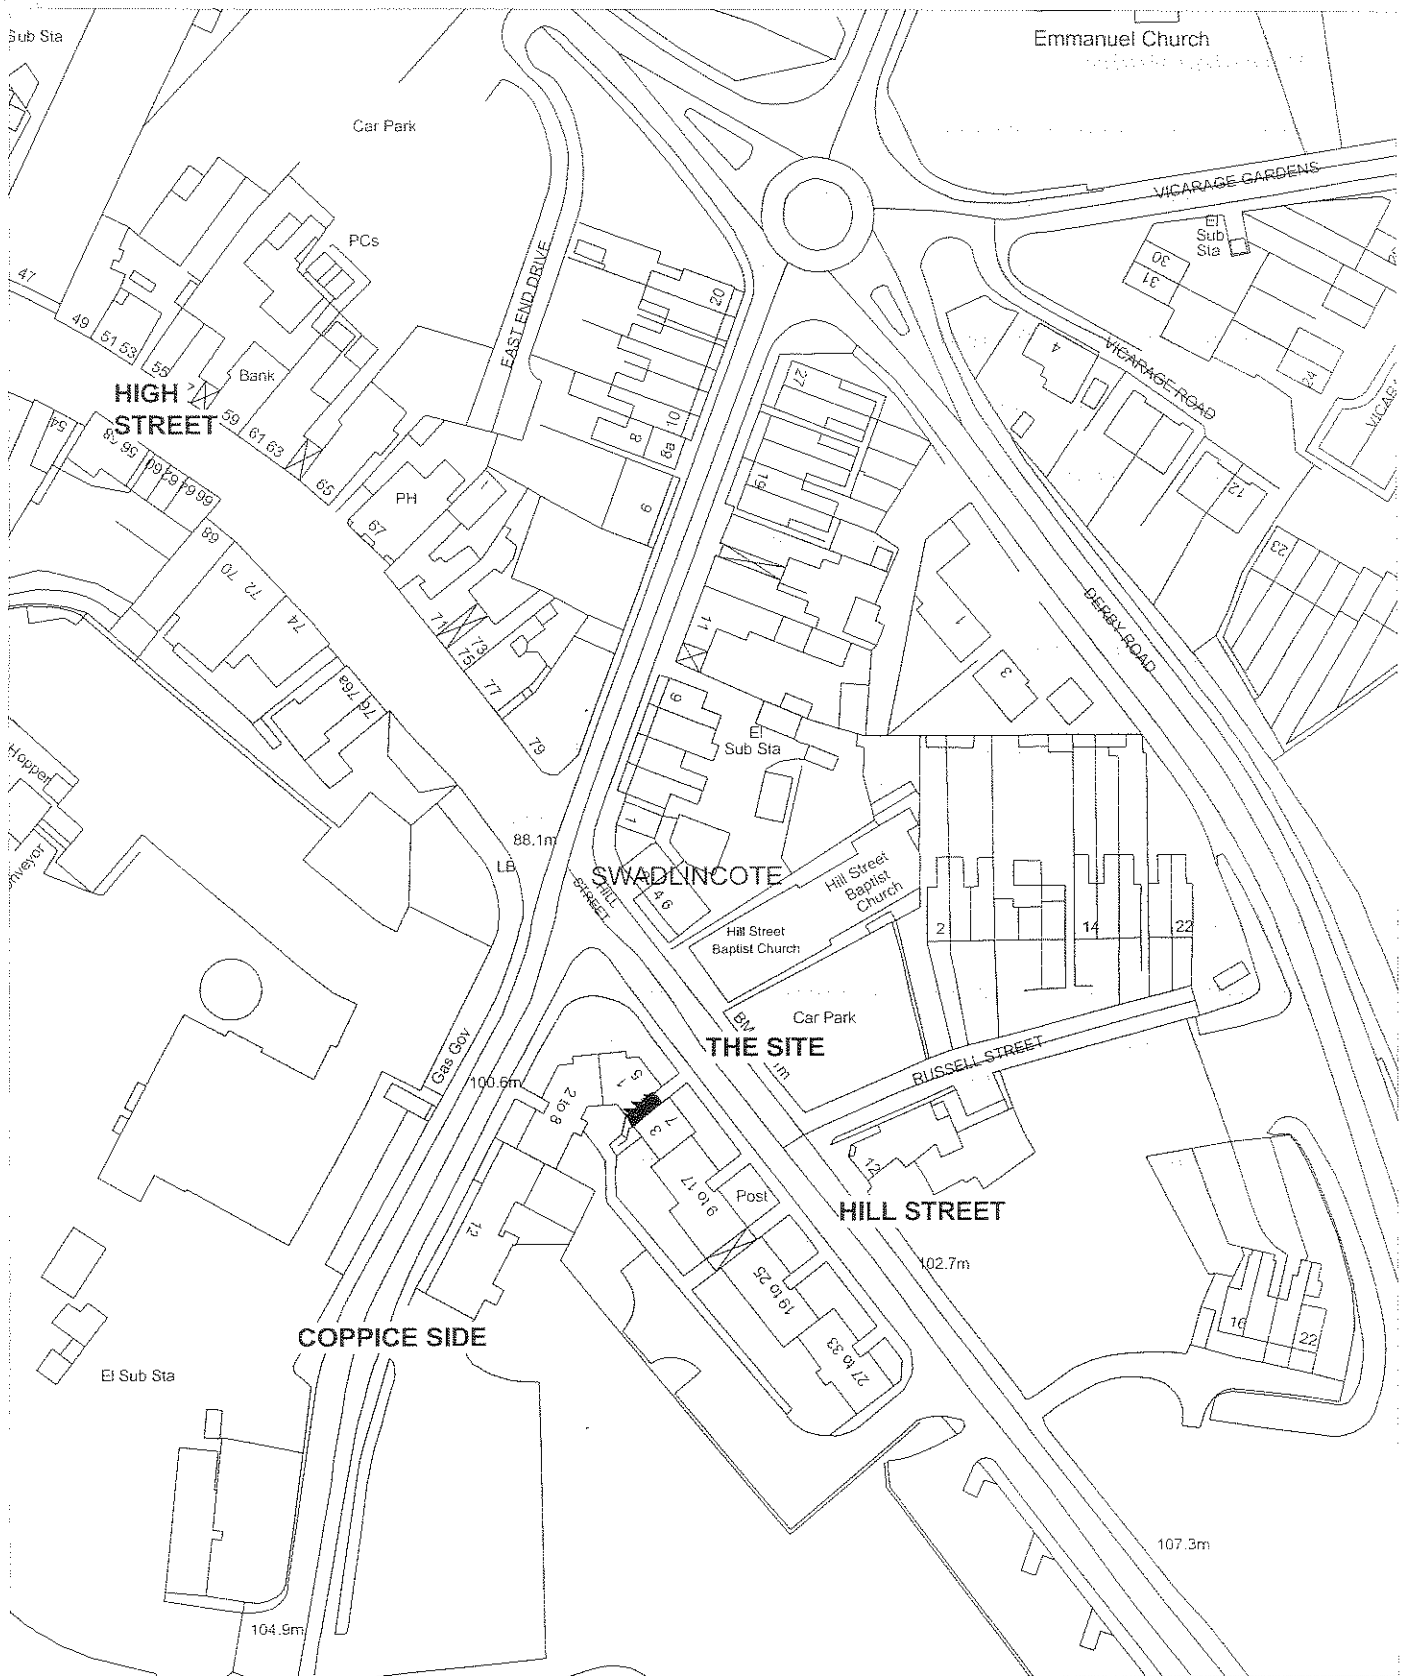 Sub Sta
Emmanuel Church
Car Park
VICARAGE GARDENS
PCs
El
Sub
Sta
30
31
47
49
51 53
55
EAST END DRIVE
20
4
VICARAGE ROAD
24
Bank
HIGH
STREET
59
61 63
65
27
10
8
8a
54
56
58
60
62
64
66
68
PH
67
6
19
12
23
70
72
74
71
73
75
77
79
11
1
3
DERBY ROAD
76a
76
9
El
Sub Sta
Hopper
1
88.1m
LB
SWADLINCOTE
HILL
STREET
4 6
Hill Street
Baptist
Church
Hill Street
Baptist Church
2
14
22
Car Park
BM
THE SITE
RUSSELL STREET
Gas Gov
100.6m
2 to 8
5 1
7
3
9 to 17
Post
12
12
HILL STREET
102.7m
19 to 25
27 to 33
16
22
COPPICE SIDE
El Sub Sta
107.3m
104.9m